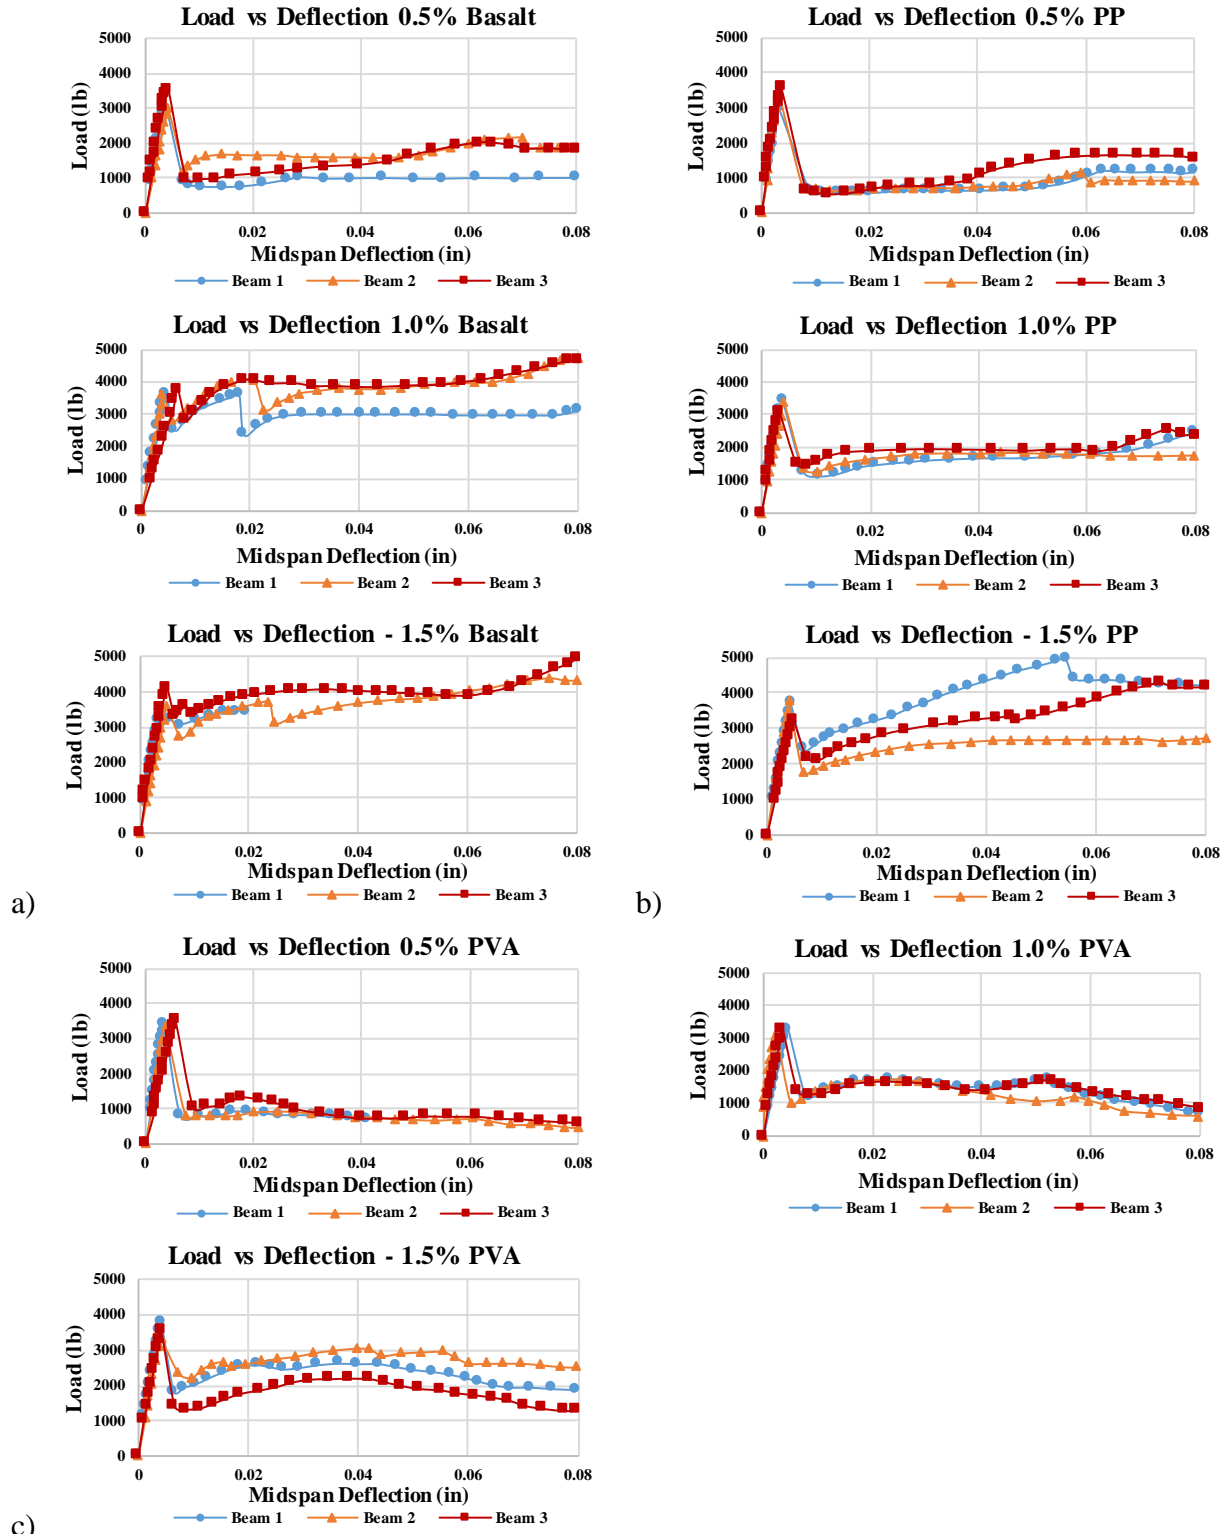 Load vs Deflection 0.5% Basalt
5000
4000
3000
2000
1000
0
Load (lb)
0 0.02 0.04 0.06 0.08
Midspan Deflection (in)
Beam 1 Beam 2 Beam 3
Load vs Deflection 0.5% PP
5000
4000
3000
2000
1000
0
Load (lb)
0 0.02 0.04 0.06 0.08
Midspan Deflection (in)
Beam 1 Beam 2 Beam 3
Load vs Deflection 1.0% Basalt
5000
4000
3000
2000
1000
0
Load (lb)
0 0.02 0.04 0.06 0.08
Midspan Deflection (in)
Beam 1 Beam 2 Beam 3
Load vs Deflection 1.0% PP
5000
4000
3000
2000
1000
0
Load (lb)
0 0.02 0.04 0.06 0.08
Midspan Deflection (in)
Beam 1 Beam 2 Beam 3
Load vs Deflection - 1.5% Basalt
5000
4000
3000
2000
1000
0
Load (lb)
0 0.02 0.04 0.06 0.08
Midspan Deflection (in)
Beam 1 Beam 2 Beam 3
a)
Load vs Deflection - 1.5% PP
5000
4000
3000
2000
1000
0
Load (lb)
0 0.02 0.04 0.06 0.08
Midspan Deflection (in)
Beam 1 Beam 2 Beam 3
b)
Load vs Deflection 0.5% PVA
5000
4000
3000
2000
1000
0
Load (lb)
0 0.02 0.04 0.06 0.08
Midspan Deflection (in)
Beam 1 Beam 2 Beam 3
Load vs Deflection 1.0% PVA
5000
4000
3000
2000
1000
0
Load (lb)
0 0.02 0.04 0.06 0.08
Midspan Deflection (in)
Beam 1 Beam 2 Beam 3
Load vs Deflection - 1.5% PVA
5000
4000
3000
2000
1000
0
Load (lb)
0 0.02 0.04 0.06 0.08
Midspan Deflection (in)
Beam 1 Beam 2 Beam 3
c)